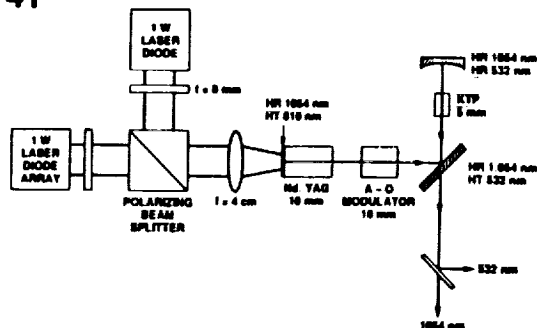 41
1 W
LASER
DIODE
f = 8 mm
1 W
LASER
DIODE
ARRAY
POLARIZING
BEAM
SPLITTER
f = 4 cm
HR 1064 nm
HT 810 nm
Nd. YAG
10 mm
A - O
MODULATOR
10 mm
HR 1064 nm
HR 532 nm
KTP
5 mm
HR 1.064 nm
HT 532 nm
532 nm
1064 nm